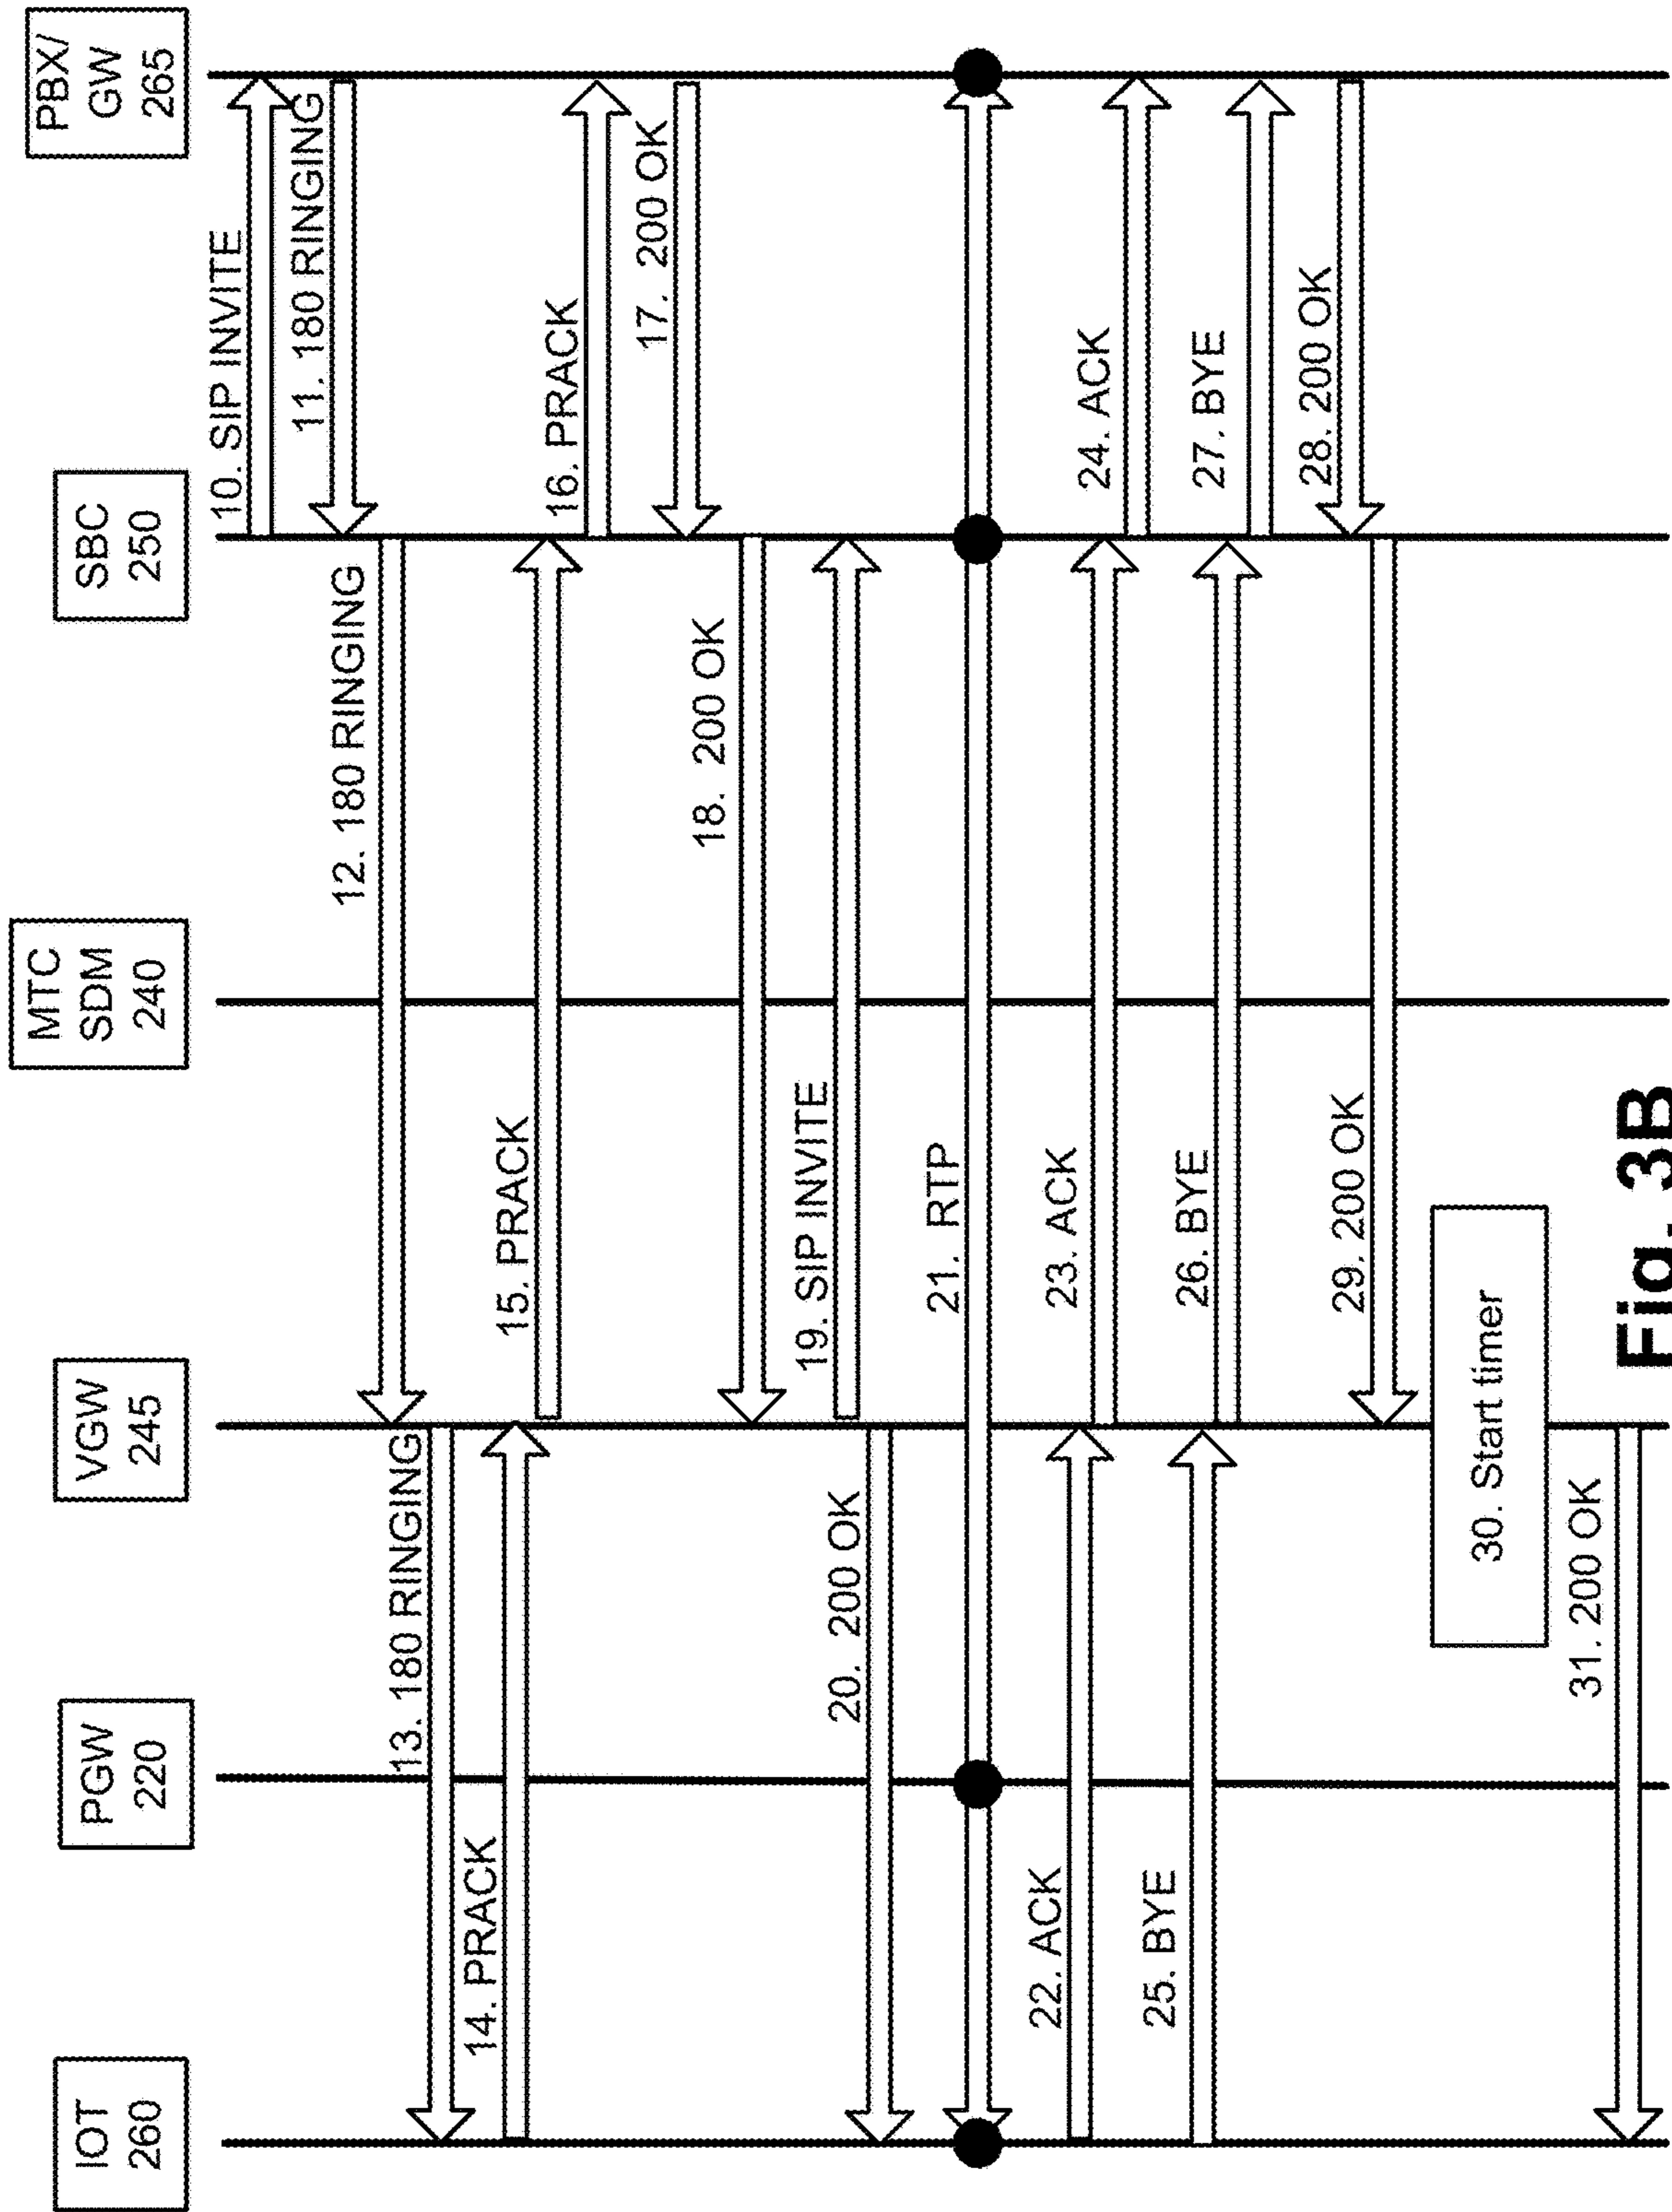 IOT
260
PGW
220
VGW
245
MTC
SDM
240
SBC
250
PBX/
GW
265
10. SIP INVITE
11. 180 RINGING
12. 180 RINGING
13. 180 RINGING
14. PRACK
15. PRACK
16. PRACK
17. 200 OK
18. 200 OK
19. SIP INVITE
20. 200 OK
21. RTP
22. ACK
23. ACK
24. ACK
25. BYE
26. BYE
27. BYE
28. 200 OK
29. 200 OK
30. Start timer
31. 200 OK
Fig. 3B